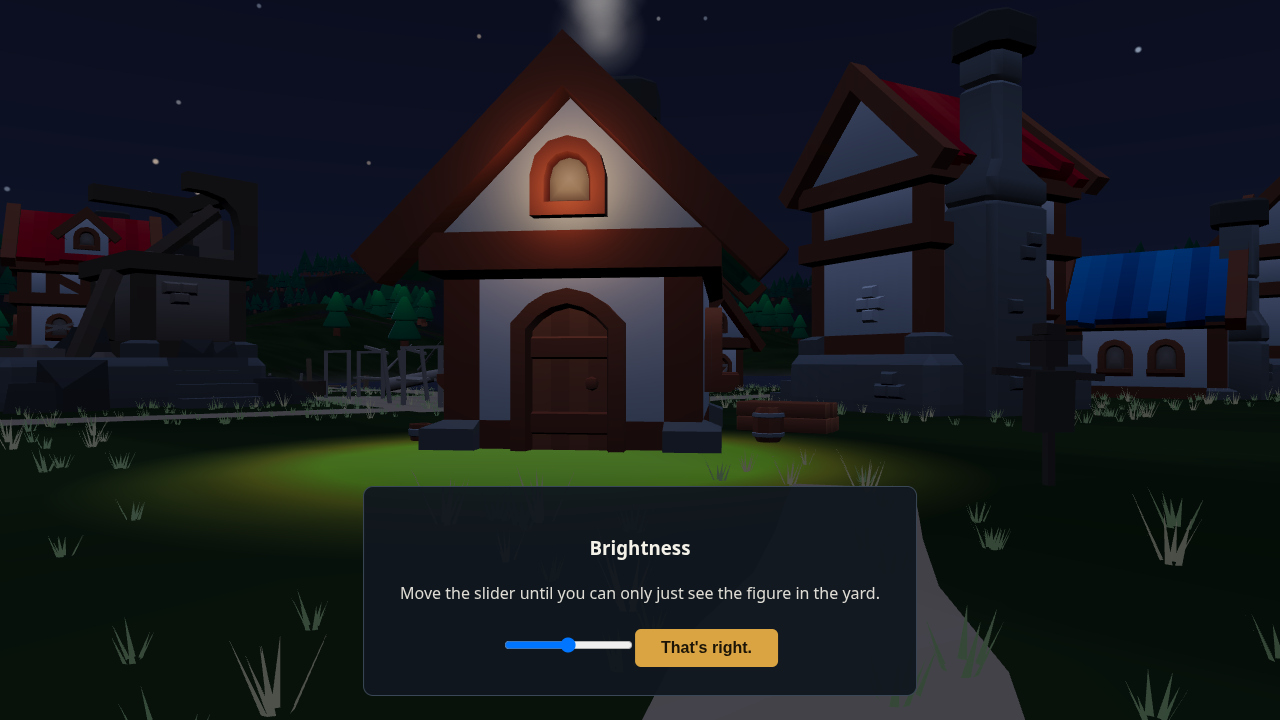 Brightness
Move the slider until you can only just see the figure in the yard.
That's right.